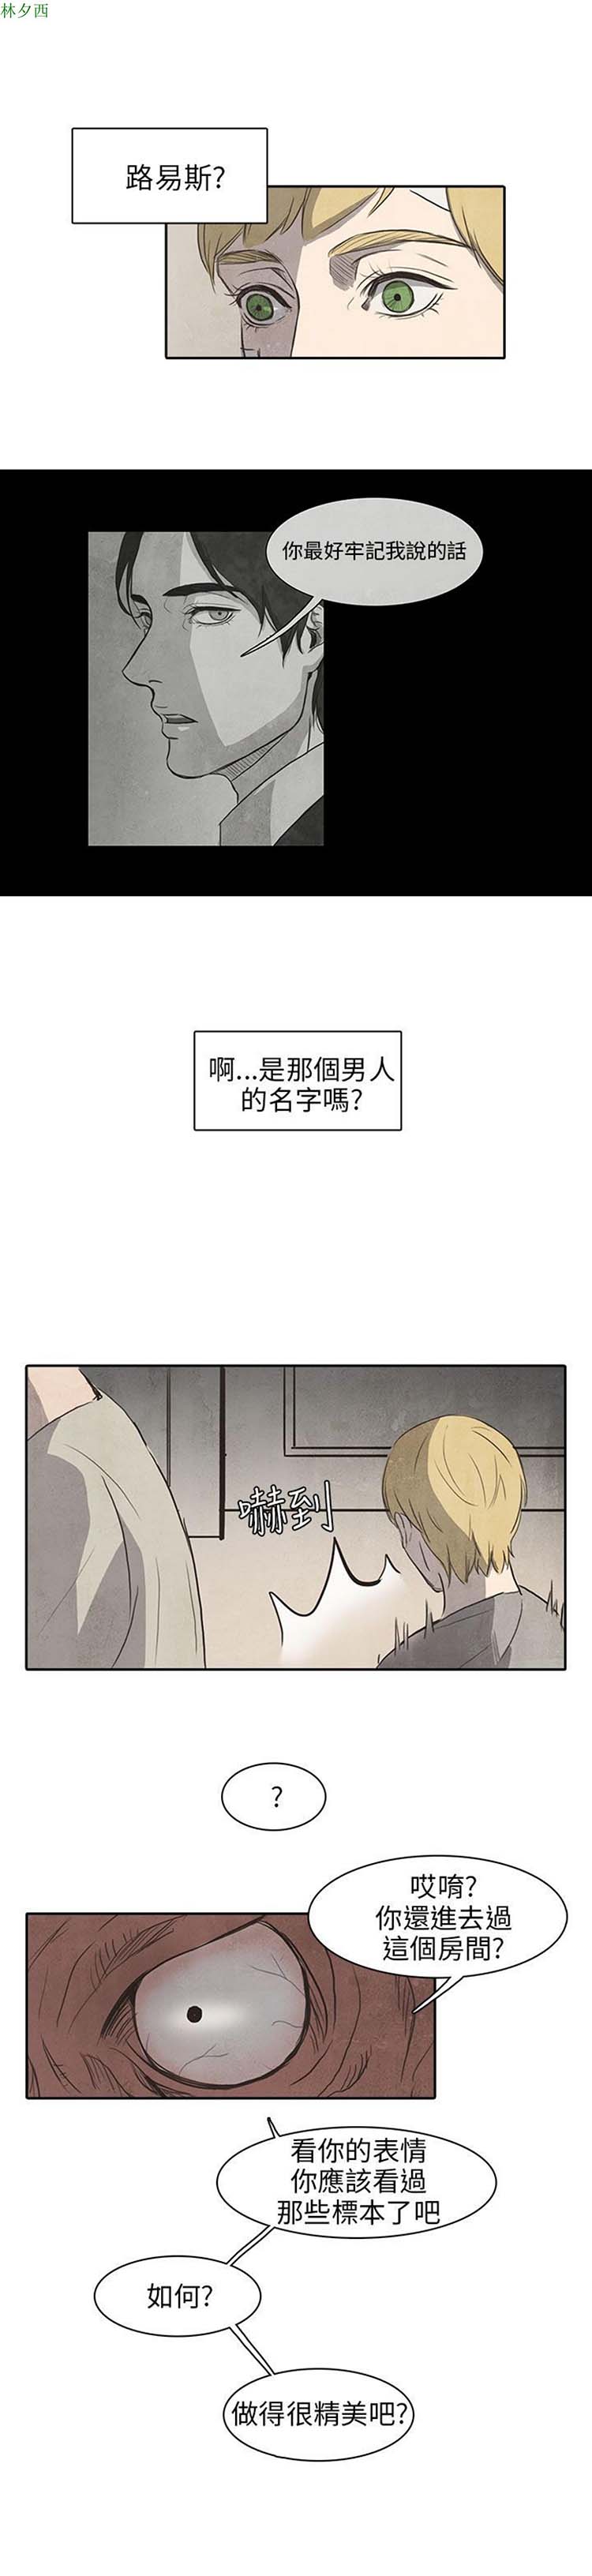 林夕西
路易斯?
你最好牢記我說的話
啊...是那個男人
的名字嗎?
嚇到
?
哎唷?
你還進去過
這個房間?
看你的表情
你應該看過
那些標本了吧
如何?
做得很精美吧?